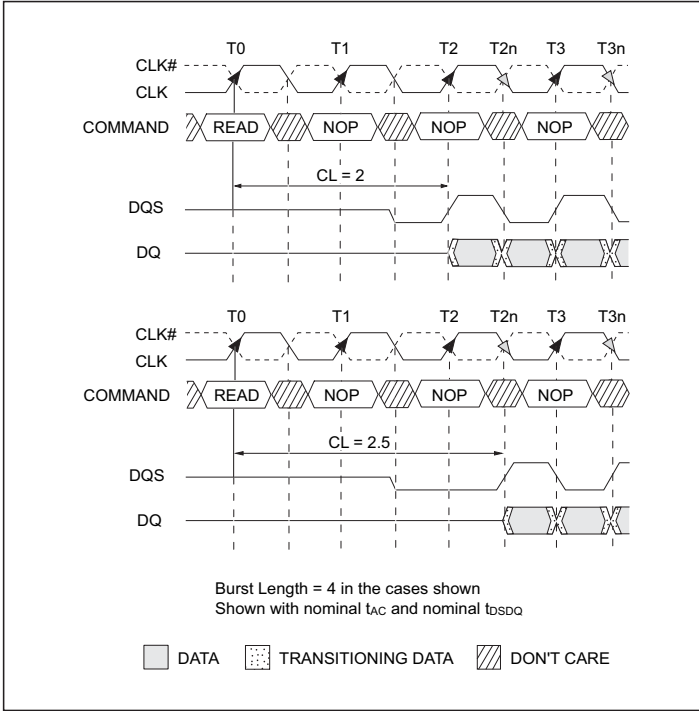 T0 T1 T2 T2n T3 T3n
CLK#
CLK
COMMAND READ NOP NOP NOP
CL = 2
DQS
DQ
T0 T1 T2 T2n T3 T3n
CLK#
CLK
COMMAND READ NOP NOP NOP
CL = 2.5
DQS
DQ
Burst Length = 4 in the cases shown
Shown with nominal tAC and nominal tDSDQ
DATA TRANSITIONING DATA DON'T CARE